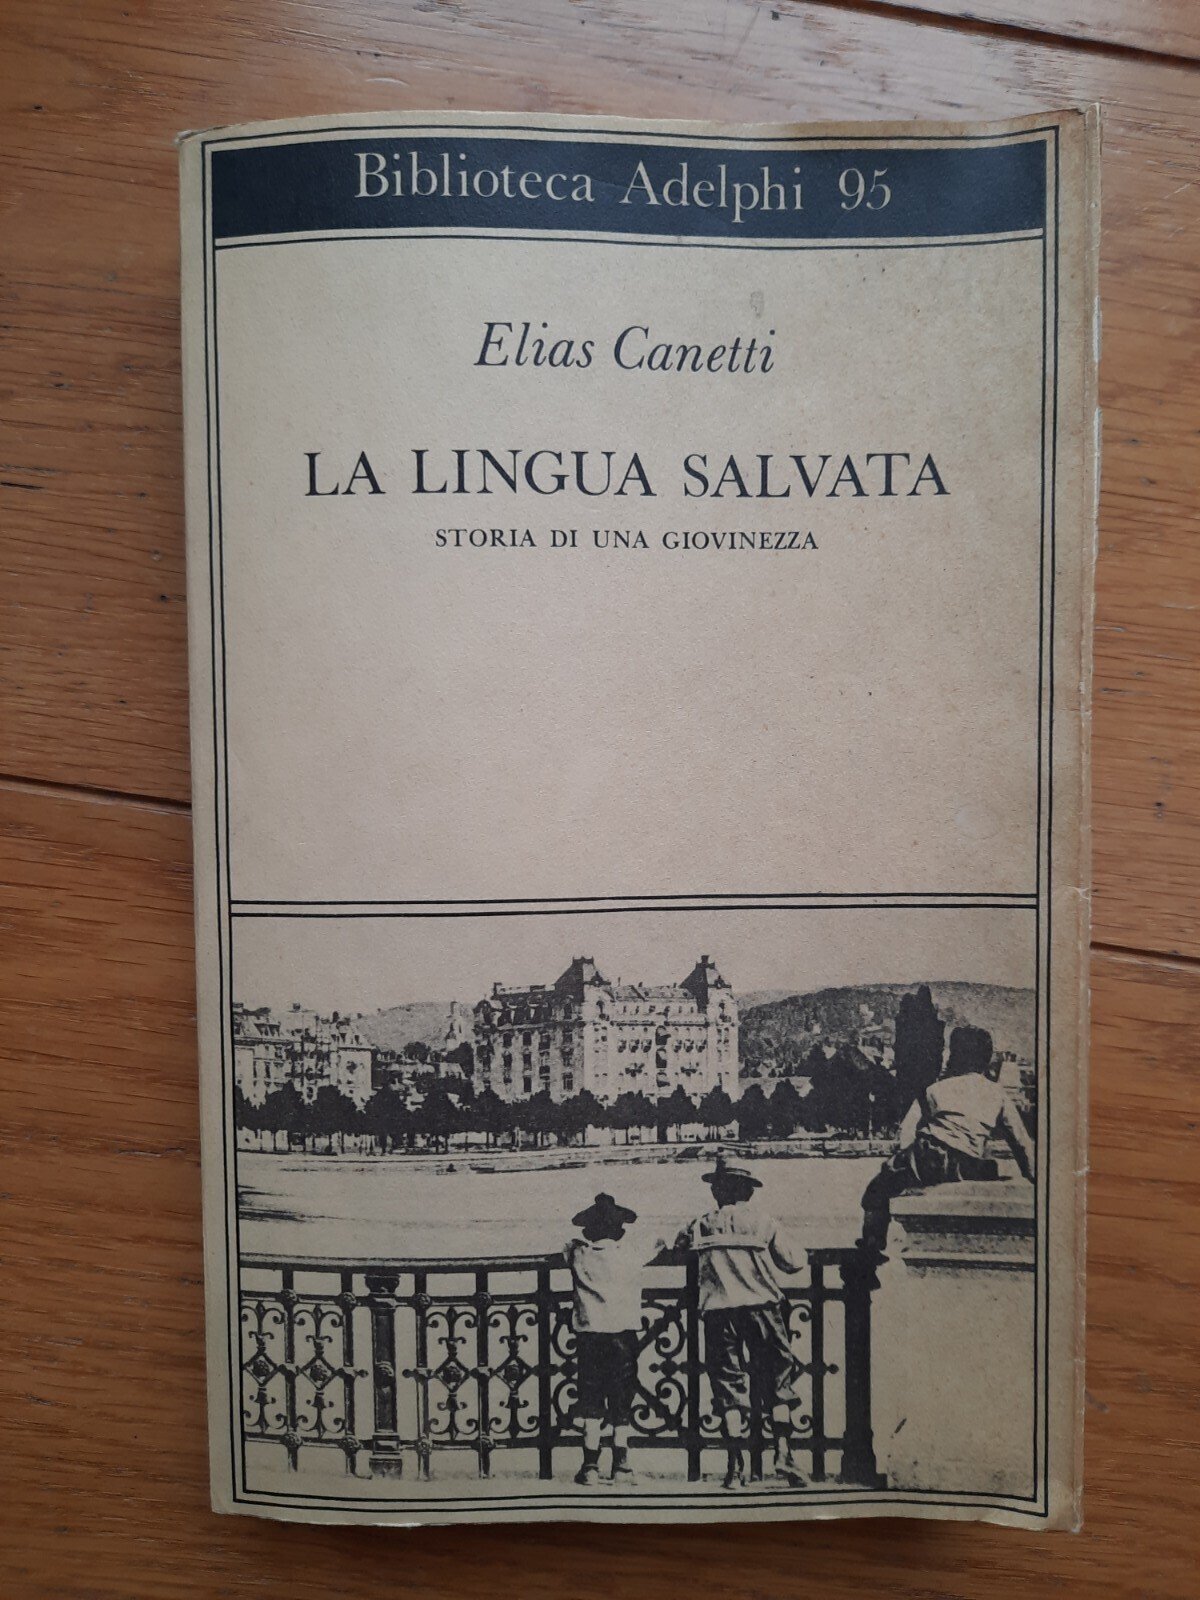 Biblioteca Adelphi 95
Elias Canetti
LA LINGUA SALVATA
STORIA DI UNA GIOVINEZZA